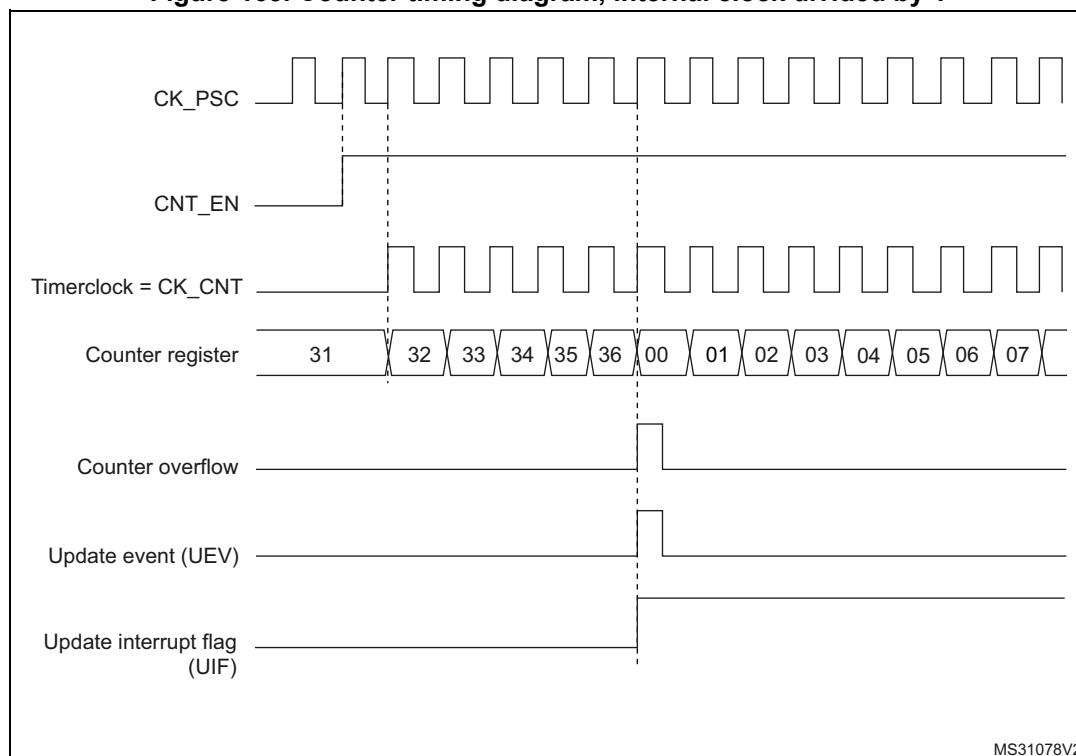 CK_PSC
CNT_EN
Timerclock = CK_CNT
Counter register 31 32 33 34 35 36 00 01 02 03 04 05 06 07
Counter overflow
Update event (UEV)
Update interrupt flag
(UIF)
MS31078V2